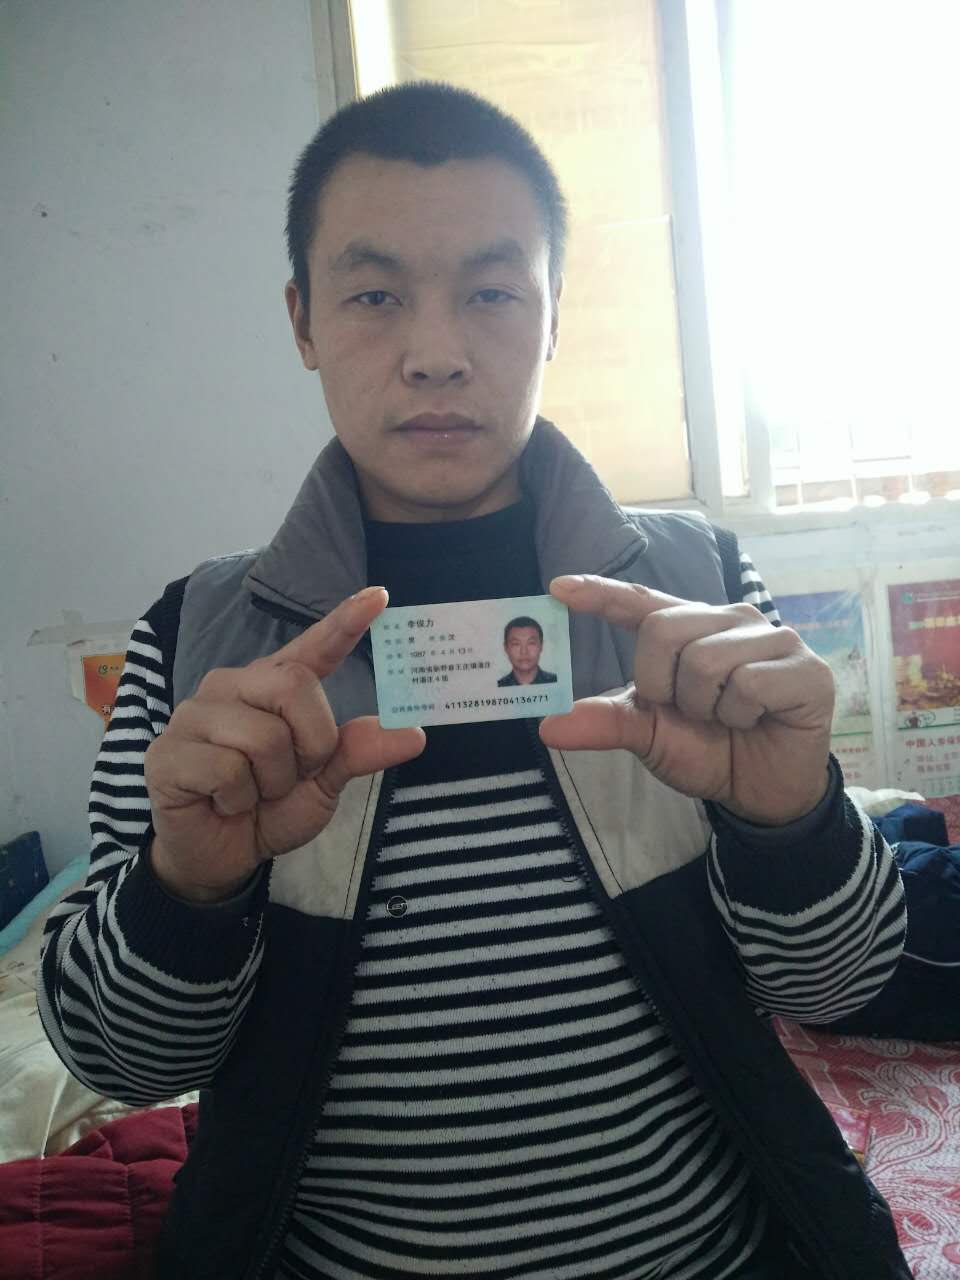 姓名 李俊力
性别 男 民族 汉
出生 1987 年 4 月 13 日
住址 河南省新野县王庄镇潘庄
村潘庄4组
公民身份号码 411328198704136771
中国人寿保